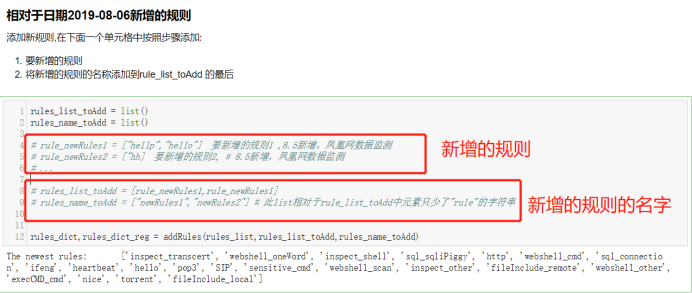 相对于日期2019-08-06新增的规则
添加新规则,在下面一个单元格中按照步骤添加:
1. 要新增的规则
2. 将新增的规则的名称添加到rule_list_toAdd 的最后
1 rules_list_toAdd = list()
2 rules_name_toAdd = list()
3
4 # rule_newRules1 = ["hellp","hello"] 要新增的规则1 ,8.5新增，凤凰网数据监测
5 # rule_newRules2 = ["hh] 要新增的规则2, # 8.5新增，凤凰网数据监测
6 # ...
7
8 # rules_list_toAdd = [rule_newRules1,rule_newRules1]
9 # rules_name_toAdd = ["newRules1","newRules2"] # 此list相对于rule_list_toAdd中元素只少了"rule"的字符串
10
11
12 rules_dict,rules_dict_reg = addRules(rules_list,rules_list_toAdd,rules_name_toAdd)
新增的规则
新增的规则的名字
The newest rules: ['inspect_transcert', 'webshell_oneWord', 'inspect_shell', 'sql_sqliPiggy', 'http', 'webshell_cmd', 'sql_connectio
n', 'ifeng', 'heartbeat', 'hello', 'pop3', 'SIP', 'sensitive_cmd', 'webshell_scan', 'inspect_other', 'fileInclude_remote', 'webshell_other',
'execCMD_cmd', 'nice', 'torrent', 'fileInclude_local']